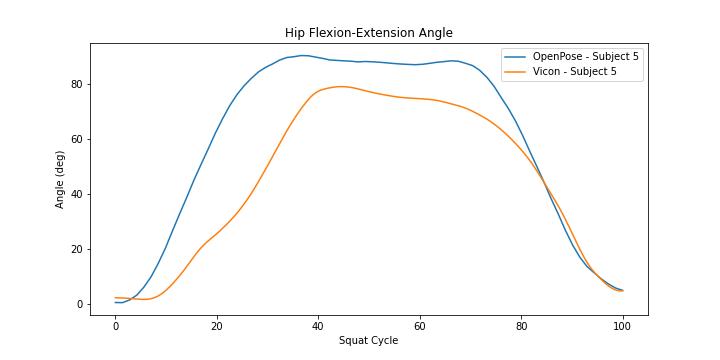 Hip Flexion-Extension Angle
OpenPose - Subject 5
Vicon - Subject 5
Angle (deg)
80
60
40
20
0
0 20 40 60 80 100
Squat Cycle